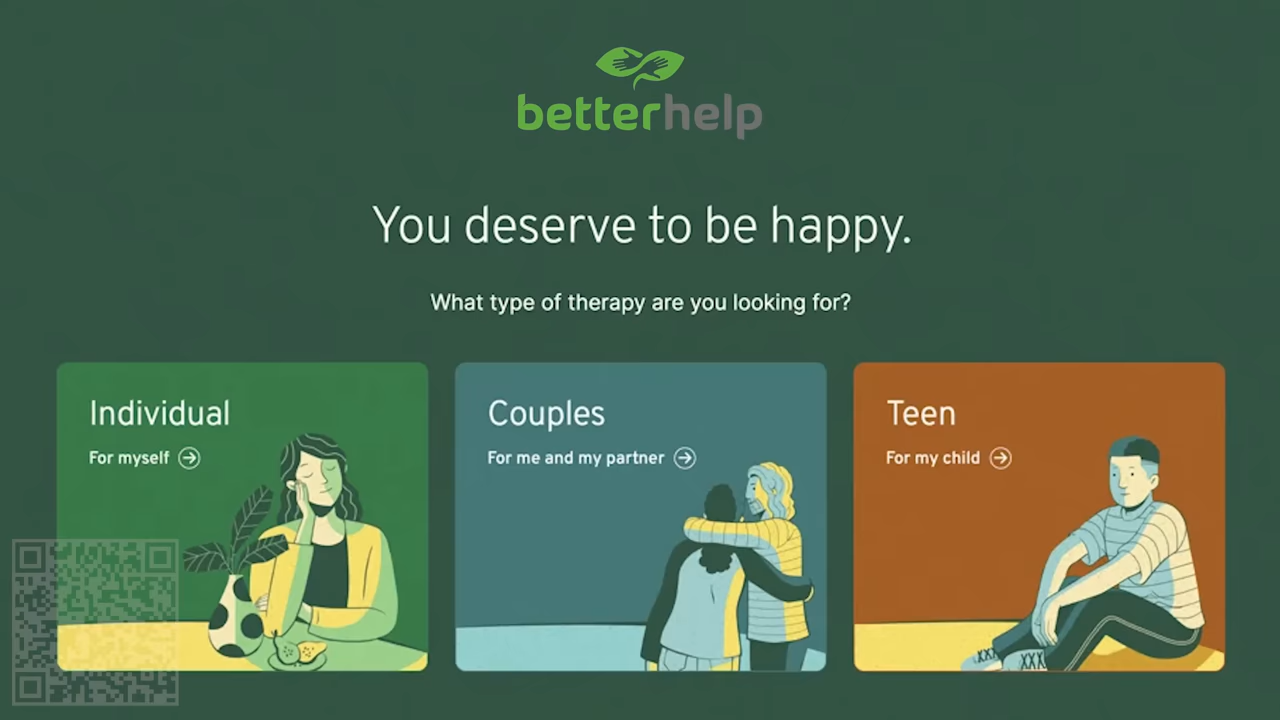 betterhelp
You deserve to be happy.
What type of therapy are you looking for?
Individual
For myself
Couples
For me and my partner
Teen
For my child